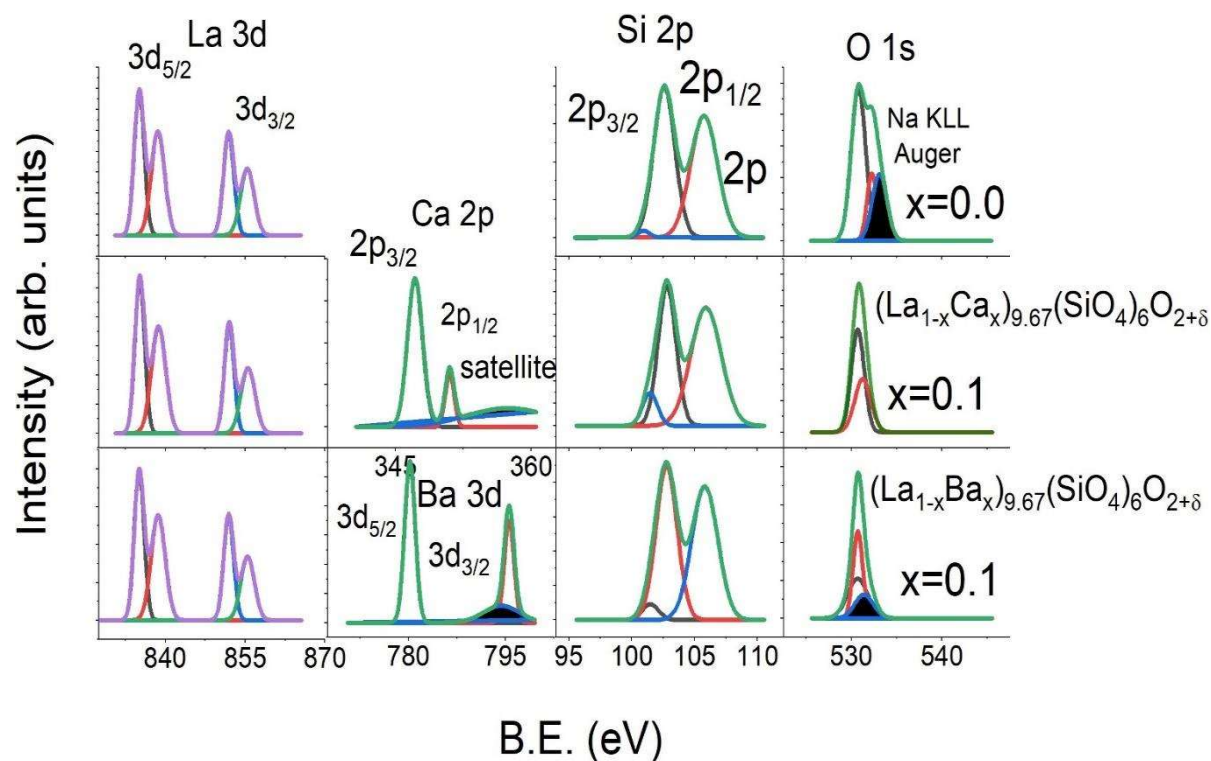 La 3d
3d5/2
3d3/2
Si 2p
2p3/2
2p1/2
2p
O 1s
Na KLL
Auger
x=0.0
Ca 2p
2p3/2
2p1/2
satellite
(La1-xCax)9.67(SiO4)6O2+δ
x=0.1
345
360
Ba 3d
3d5/2
3d3/2
(La1-xBax)9.67(SiO4)6O2+δ
x=0.1
Intensity (arb. units)
840 855 870 780 795 95 100 105 110 530 540
B.E. (eV)